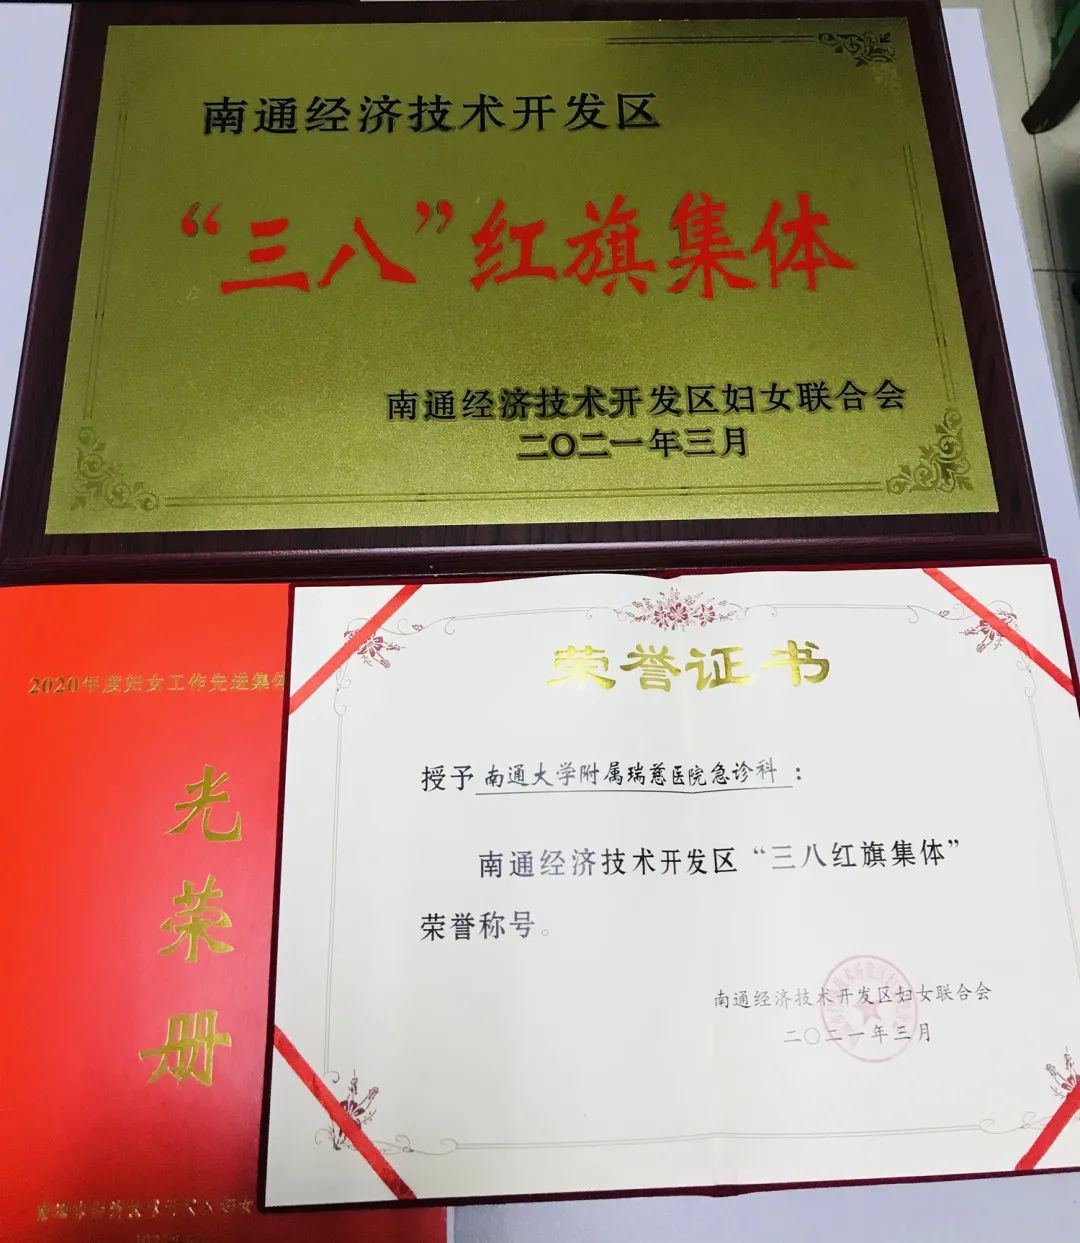 南通经济技术开发区
“三八”红旗集体
南通经济技术开发区妇女联合会
二〇二一年三月
2020年度妇女工作先进集体
光荣册
荣誉证书
授予 南通大学附属瑞慈医院急诊科：
南通经济技术开发区“三八红旗集体”
荣誉称号。
南通经济技术开发区妇女联合会
二〇二一年三月